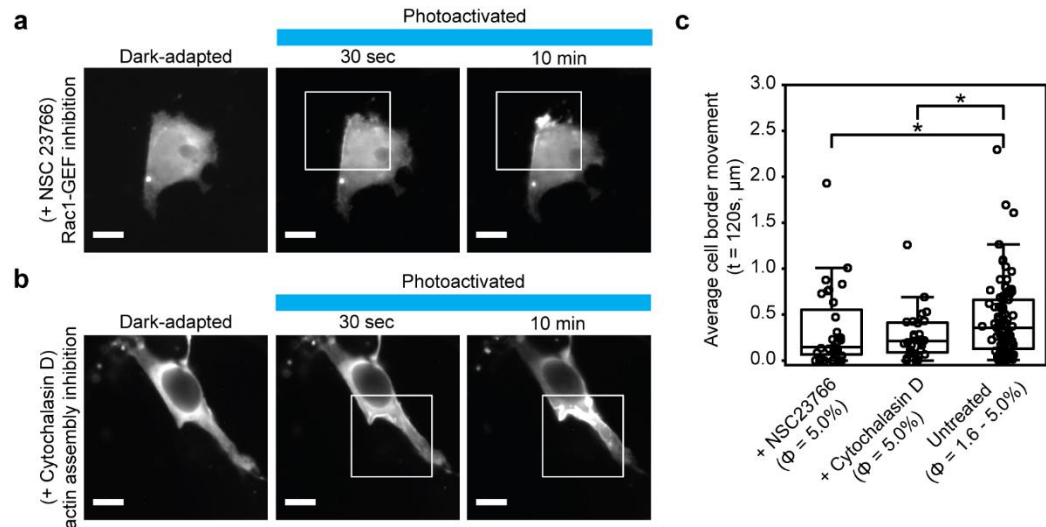 a
Photoactivated
Dark-adapted
30 sec
10 min
(+ NSC 23766)
Rac1-GEF inhibition
b
Photoactivated
Dark-adapted
30 sec
10 min
(+ Cytochalasin D)
actin assembly inhibition
c
Average cell border movement
(t = 120s, µm)
3.0
2.5
2.0
1.5
1.0
0.5
0.0
*
*
+ NSC23766
(Φ = 5.0%)
+ Cytochalasin D
(Φ = 5.0%)
Untreated
(Φ = 1.6 - 5.0%)